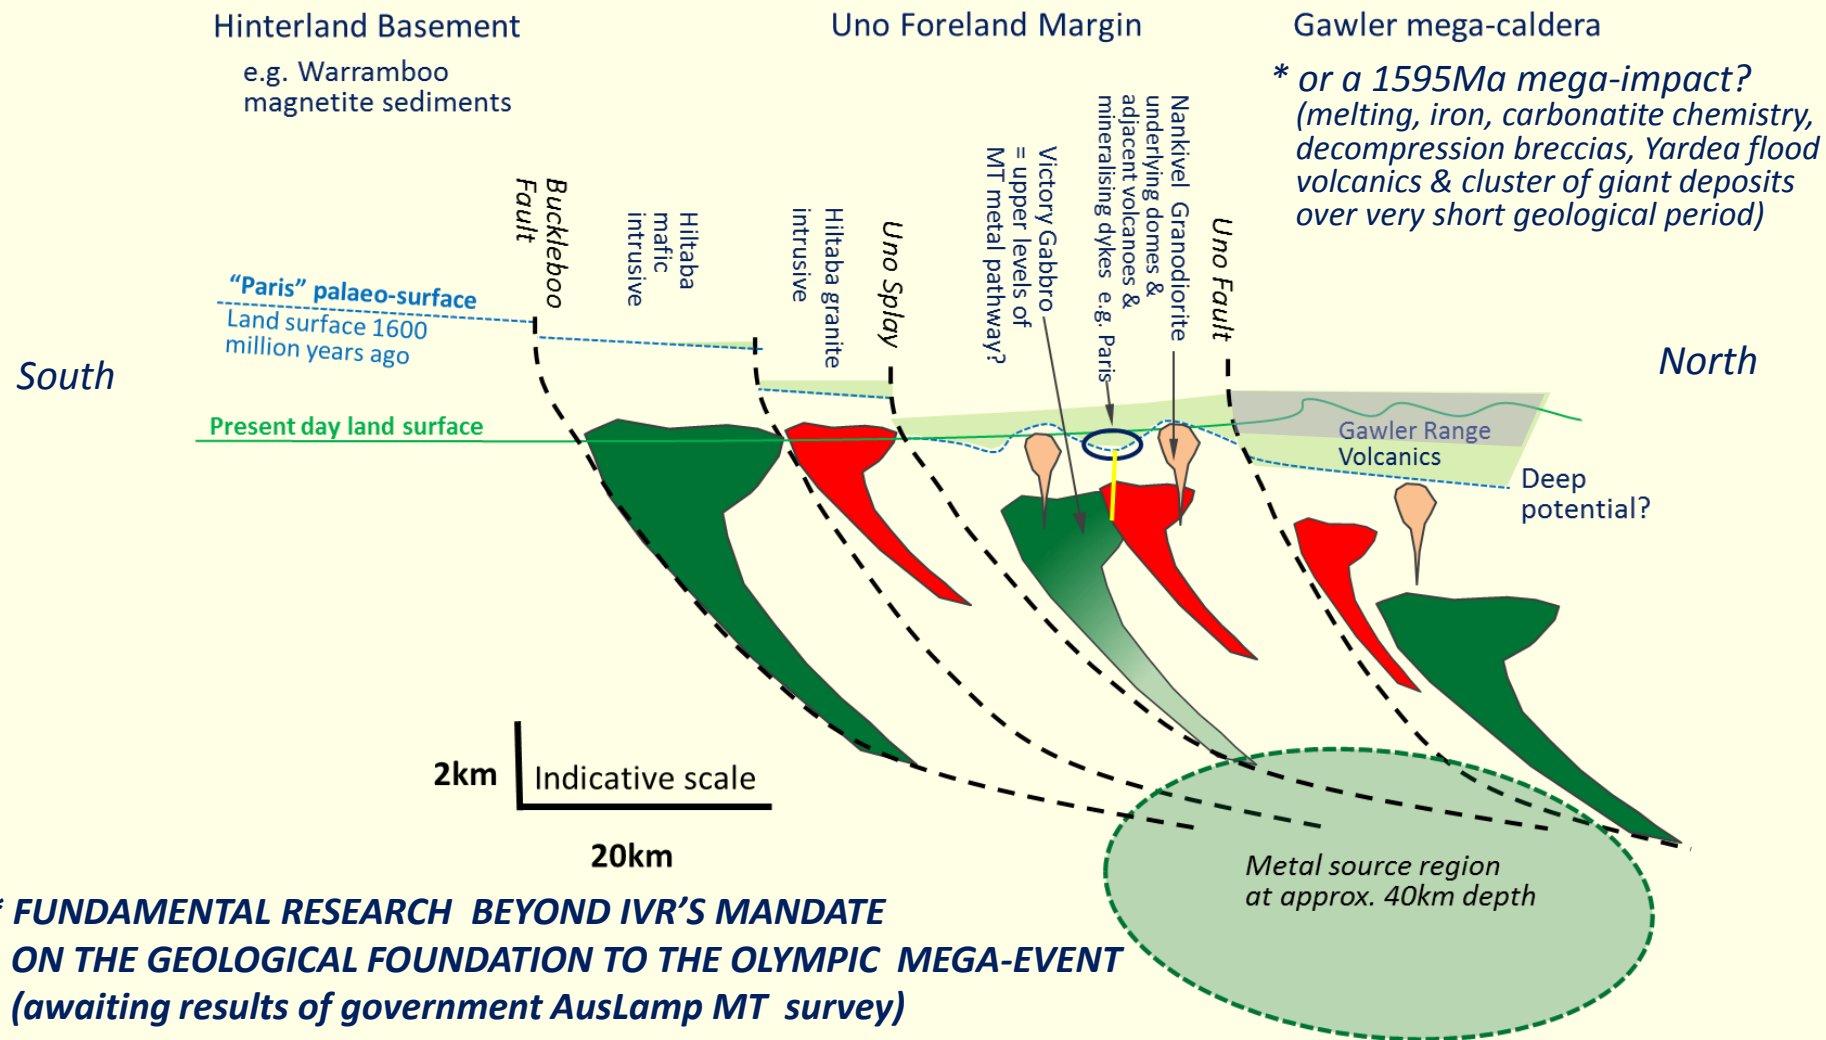 Hinterland Basement
e.g. Warramboo
magnetite sediments
Uno Foreland Margin
Gawler mega-caldera
* or a 1595Ma mega-impact?
(melting, iron, carbonatite chemistry,
decompression breccias, Yardea flood
volcanics & cluster of giant deposits
over very short geological period)
Buckleboo
Fault
Hiltaba
mafic
intrusive
Hiltaba granite
intrusive
Uno Splay
Victory Gabbro
= upper levels of
MT metal pathway?
Nankivel Granodiorite
underlying domes &
adjacent volcanoes &
mineralising dykes e.g. Paris
Uno Fault
“Paris” palaeo-surface
Land surface 1600
million years ago
South
North
Present day land surface
Gawler Range
Volcanics
Deep
potential?
2km
Indicative scale
20km
Metal source region
at approx. 40km depth
* FUNDAMENTAL RESEARCH BEYOND IVR’S MANDATE
ON THE GEOLOGICAL FOUNDATION TO THE OLYMPIC MEGA-EVENT
(awaiting results of government AusLamp MT survey)